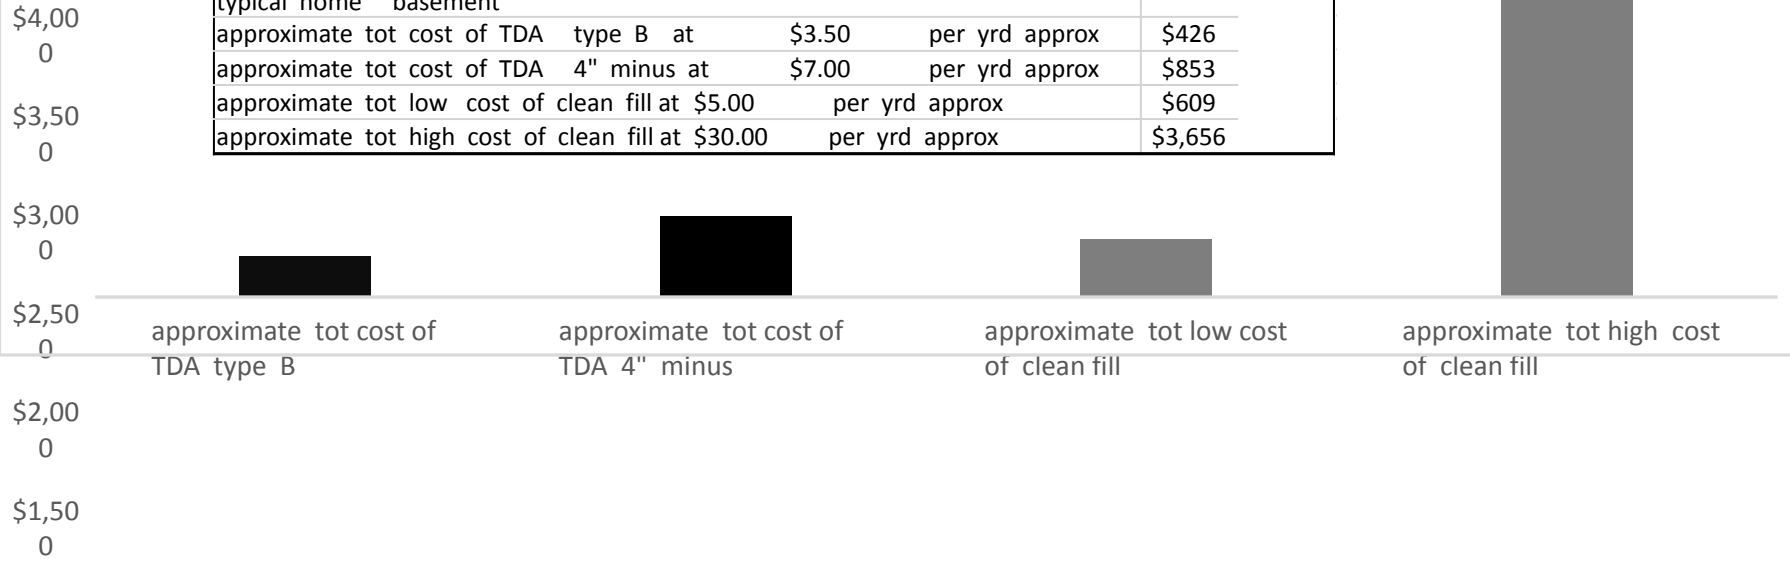 typical home basement
$4,00
0
approximate tot cost of TDA type B at $3.50 per yrd approx $426
approximate tot cost of TDA 4" minus at $7.00 per yrd approx $853
approximate tot low cost of clean fill at $5.00 per yrd approx $609
$3,50
0
approximate tot high cost of clean fill at $30.00 per yrd approx $3,656
$3,00
0
$2,50
0
approximate tot cost of
TDA type B
approximate tot cost of
TDA 4" minus
approximate tot low cost
of clean fill
approximate tot high cost
of clean fill
$2,00
0
$1,50
0